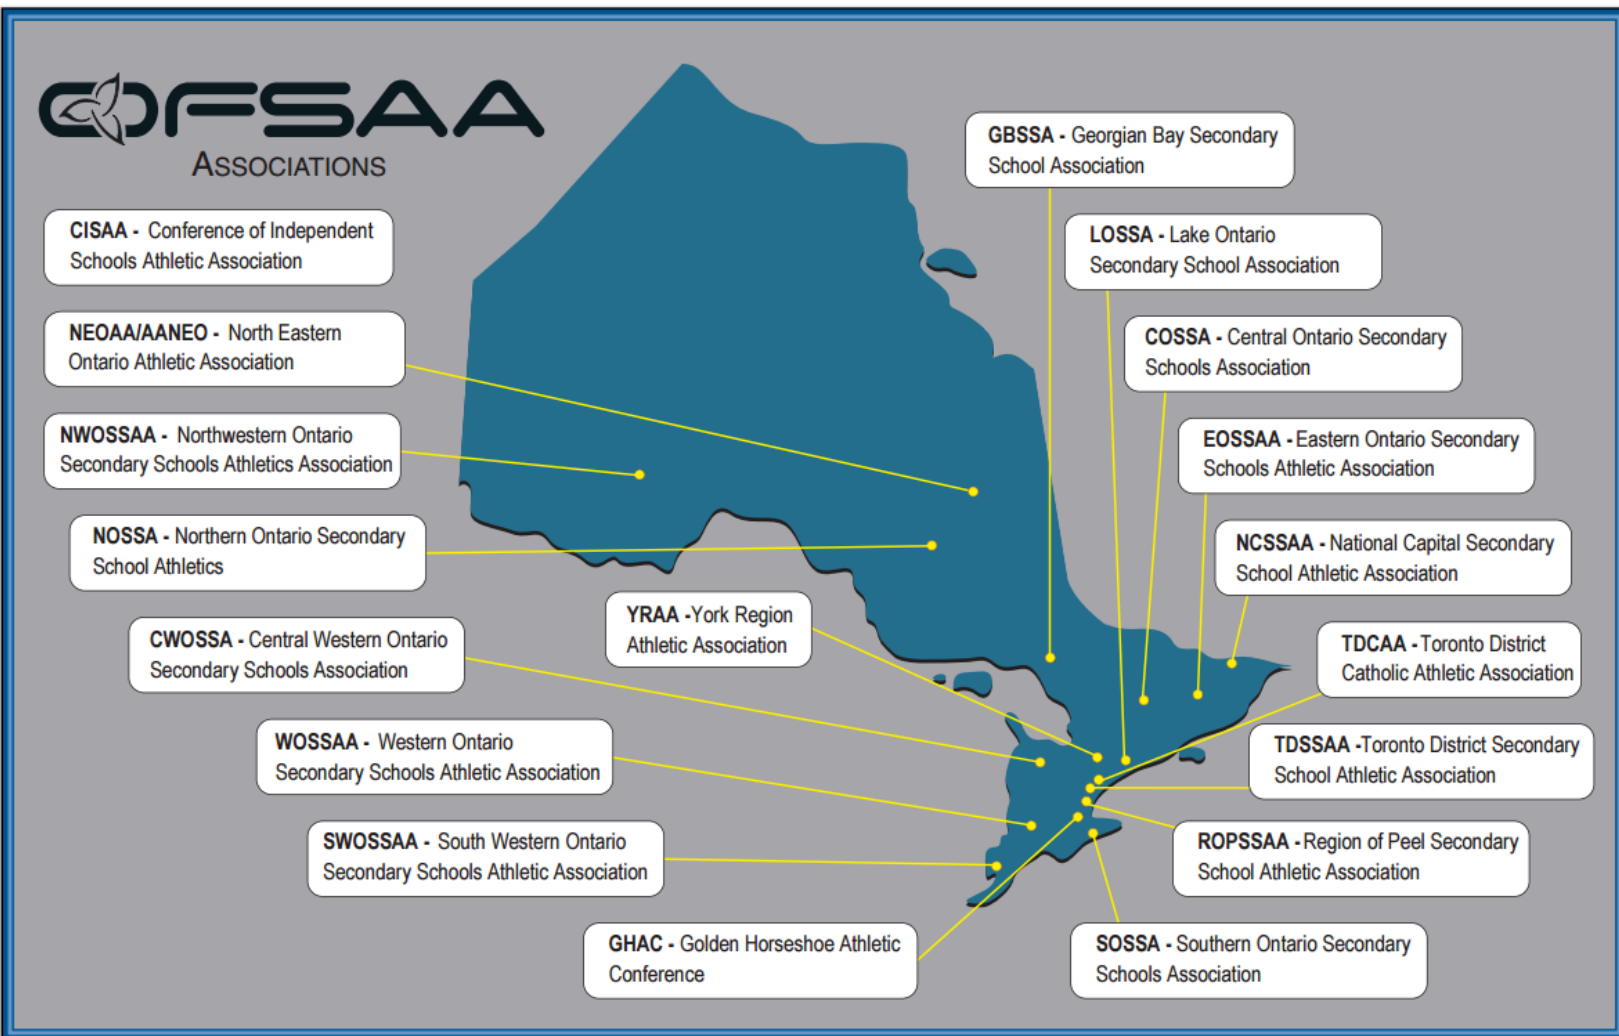 OFSAA
ASSOCIATIONS
CISAA - Conference of Independent
Schools Athletic Association
NEOAA/AANEO - North Eastern
Ontario Athletic Association
NWOSSAA - Northwestern Ontario
Secondary Schools Athletics Association
NOSSA - Northern Ontario Secondary
School Athletics
CWOSSA - Central Western Ontario
Secondary Schools Association
WOSSAA - Western Ontario
Secondary Schools Athletic Association
SWOSSAA - South Western Ontario
Secondary Schools Athletic Association
GHAC - Golden Horseshoe Athletic
Conference
YRAA -York Region
Athletic Association
GBSSA - Georgian Bay Secondary
School Association
LOSSA - Lake Ontario
Secondary School Association
COSSA - Central Ontario Secondary
Schools Association
EOSSAA - Eastern Ontario Secondary
Schools Athletic Association
NCSSAA - National Capital Secondary
School Athletic Association
TDCAA - Toronto District
Catholic Athletic Association
TDSSAA -Toronto District Secondary
School Athletic Association
ROPSSAA - Region of Peel Secondary
School Athletic Association
SOSSA - Southern Ontario Secondary
Schools Association